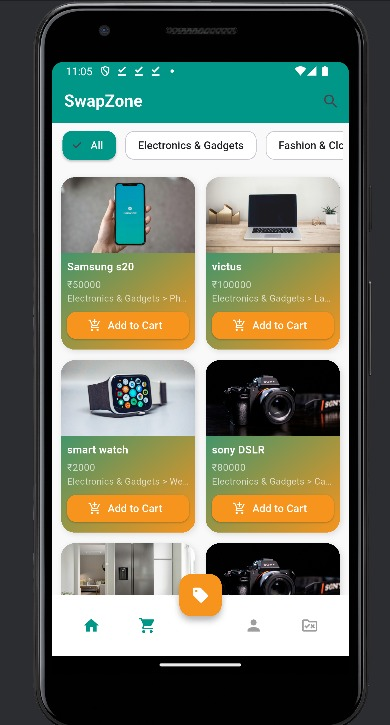 11:05
SwapZone
All
Electronics & Gadgets
Fashion & Clo
Samsung s20
₹50000
Electronics & Gadgets > Ph...
Add to Cart
victus
₹100000
Electronics & Gadgets > La...
Add to Cart
smart watch
₹2000
Electronics & Gadgets > We...
Add to Cart
sony DSLR
₹80000
Electronics & Gadgets > Ca...
Add to Cart